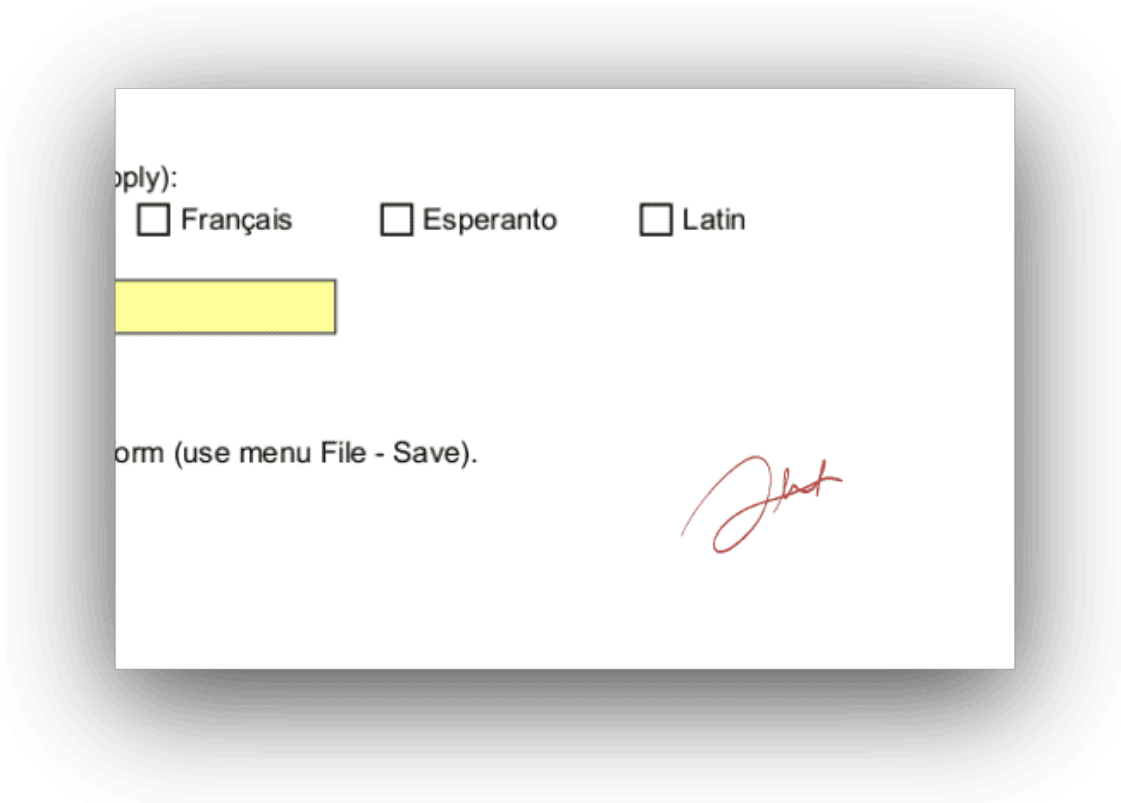 pply):
Français Esperanto Latin
orm (use menu File - Save).